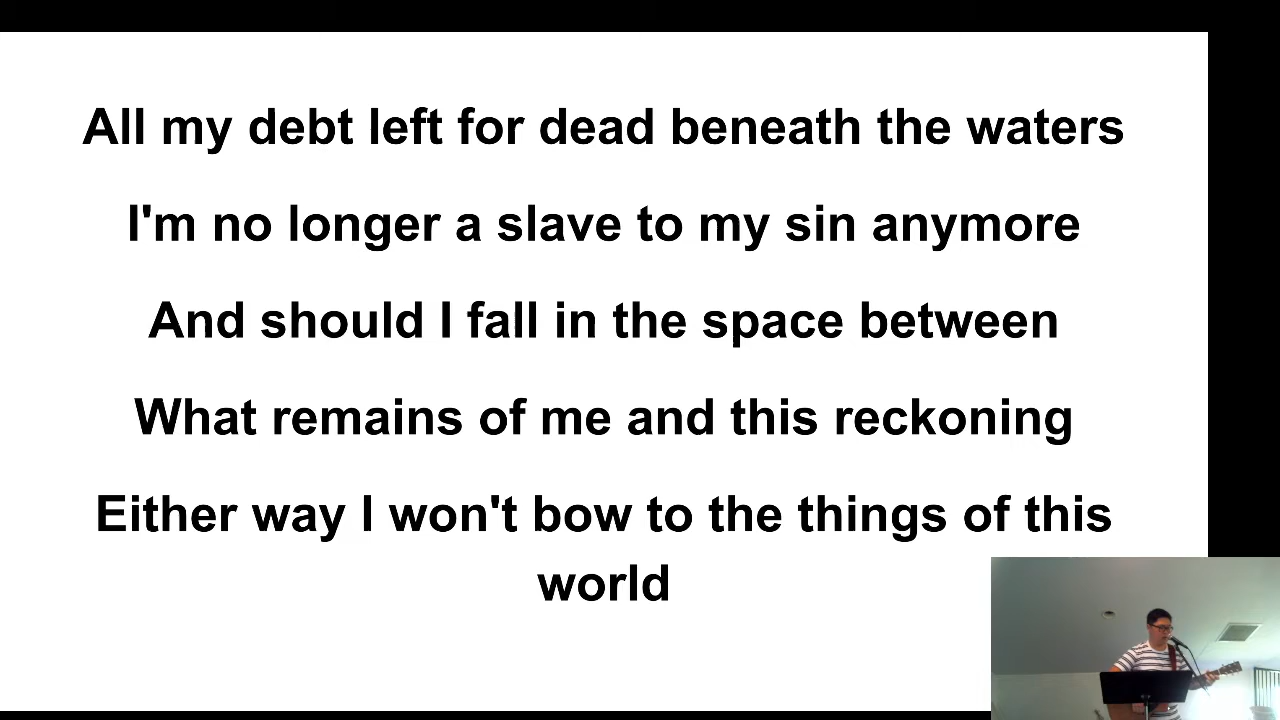 All my debt left for dead beneath the waters
I'm no longer a slave to my sin anymore
And should I fall in the space between
What remains of me and this reckoning
Either way I won't bow to the things of this
world